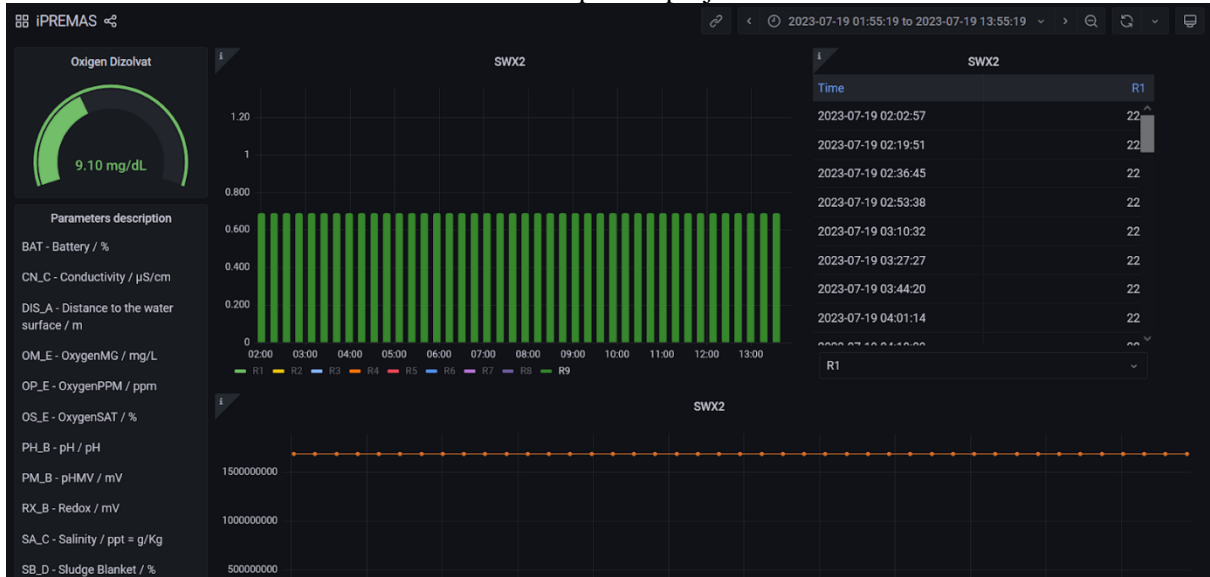 iPREMAS
2023-07-19 01:55:19 to 2023-07-19 13:55:19
Oxigen Dizolvat
9.10 mg/dL
Parameters description
BAT - Battery / %
CN_C - Conductivity / µS/cm
DIS_A - Distance to the water
surface / m
OM_E - OxygenMG / mg/L
OP_E - OxygenPPM / ppm
OS_E - OxygenSAT / %
PH_B - pH / pH
PM_B - pHMV / mV
RX_B - Redox / mV
SA_C - Salinity / ppt = g/Kg
SB_D - Sludge Blanket / %
i
SWX2
1.20
1
0.800
0.600
0.400
0.200
0
02:00 03:00 04:00 05:00 06:00 07:00 08:00 09:00 10:00 11:00 12:00 13:00
R1 R2 R3 R4 R5 R6 R7 R8 R9
i
SWX2
Time R1
2023-07-19 02:02:57 22
2023-07-19 02:19:51 22
2023-07-19 02:36:45 22
2023-07-19 02:53:38 22
2023-07-19 03:10:32 22
2023-07-19 03:27:27 22
2023-07-19 03:44:20 22
2023-07-19 04:01:14 22
R1
i
SWX2
1500000000
1000000000
500000000